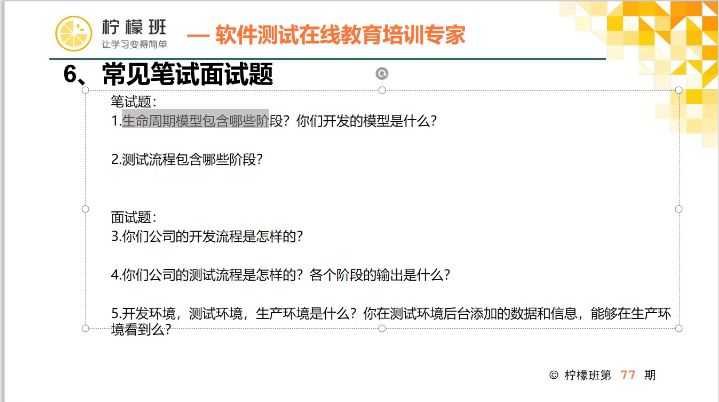 柠檬班
让学习变得简单
— 软件测试在线教育培训专家
6、常见笔试面试题
笔试题：
1.生命周期模型包含哪些阶段？你们开发的模型是什么？
2.测试流程包含哪些阶段？
面试题：
3.你们公司的开发流程是怎样的？
4.你们公司的测试流程是怎样的？各个阶段的输出是什么？
5.开发环境，测试环境，生产环境是什么？你在测试环境后台添加的数据和信息，能够在生产环
境看到么？
© 柠檬班第 77 期